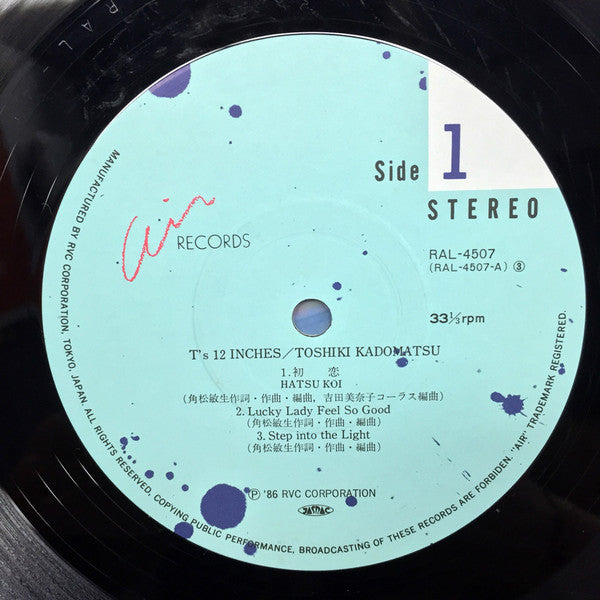 Side 1
STEREO
Air RECORDS
RAL-4507
(RAL-4507-A) ③
33⅓rpm
T's 12 INCHES／TOSHIKI KADOMATSU
1.初　恋
HATSU KOI
(角松敏生作詞・作曲・編曲，吉田美奈子コーラス編曲)
2.Lucky Lady Feel So Good
(角松敏生作詞・作曲・編曲)
3.Step into the Light
(角松敏生作詞・作曲・編曲)
Ⓟ '86 RVC CORPORATION
JASRAC
MANUFACTURED BY RVC CORPORATION, TOKYO, JAPAN. ALL RIGHTS RESERVED, COPYING PUBLIC PERFORMANCE, BROADCASTING OF THESE RECORDS ARE FORBIDEN. "AIR" TRADEMARK REGISTERED.